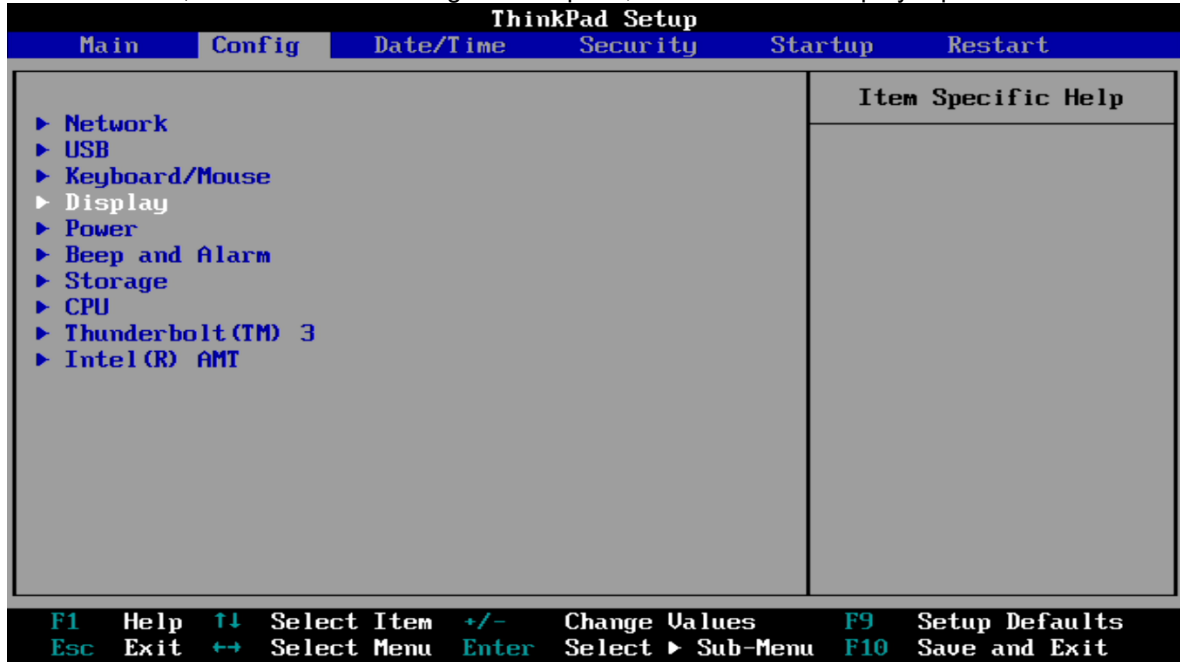 ThinkPad Setup
Main Config Date/Time Security Startup Restart
Item Specific Help
▶ Network
▶ USB
▶ Keyboard/Mouse
▶ Display
▶ Power
▶ Beep and Alarm
▶ Storage
▶ CPU
▶ Thunderbolt(TM) 3
▶ Intel(R) AMT
F1 Help ↑↓ Select Item +/- Change Values F9 Setup Defaults
Esc Exit ↔ Select Menu Enter Select ▶ Sub-Menu F10 Save and Exit